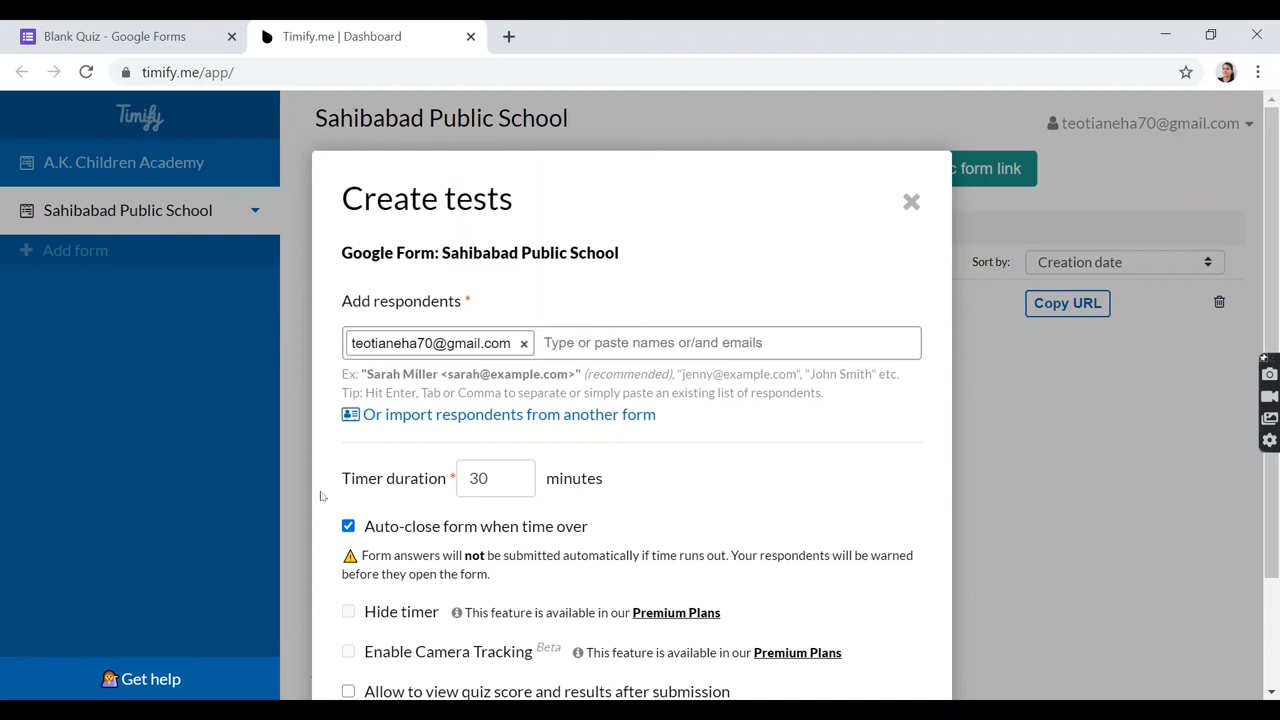 Blank Quiz - Google Forms
Timify.me | Dashboard
timify.me/app/
Timify
A.K. Children Academy
Sahibabad Public School
Add form
Get help
Sahibabad Public School
teotianeha70@gmail.com
c form link
Sort by:
Creation date
Copy URL
Create tests
Google Form: Sahibabad Public School
Add respondents *
teotianeha70@gmail.com × Type or paste names or/and emails
Ex: "Sarah Miller <sarah@example.com>" (recommended), "jenny@example.com", "John Smith" etc.
Tip: Hit Enter, Tab or Comma to separate or simply paste an existing list of respondents.
Or import respondents from another form
Timer duration * 30 minutes
Auto-close form when time over
Form answers will not be submitted automatically if time runs out. Your respondents will be warned
before they open the form.
Hide timer This feature is available in our Premium Plans
Enable Camera Tracking Beta This feature is available in our Premium Plans
Allow to view quiz score and results after submission